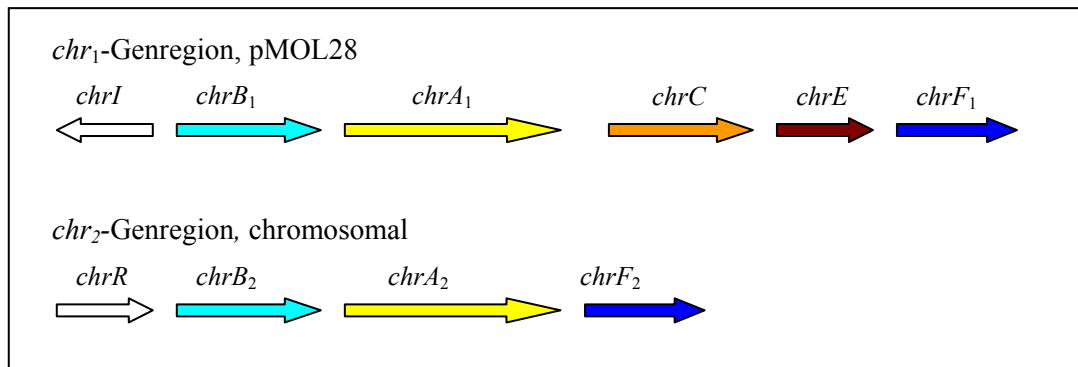 chr₁-Genregion, pMOL28
chrI chrB₁ chrA₁ chrC chrE chrF₁
chr₂-Genregion, chromosomal
chrR chrB₂ chrA₂ chrF₂